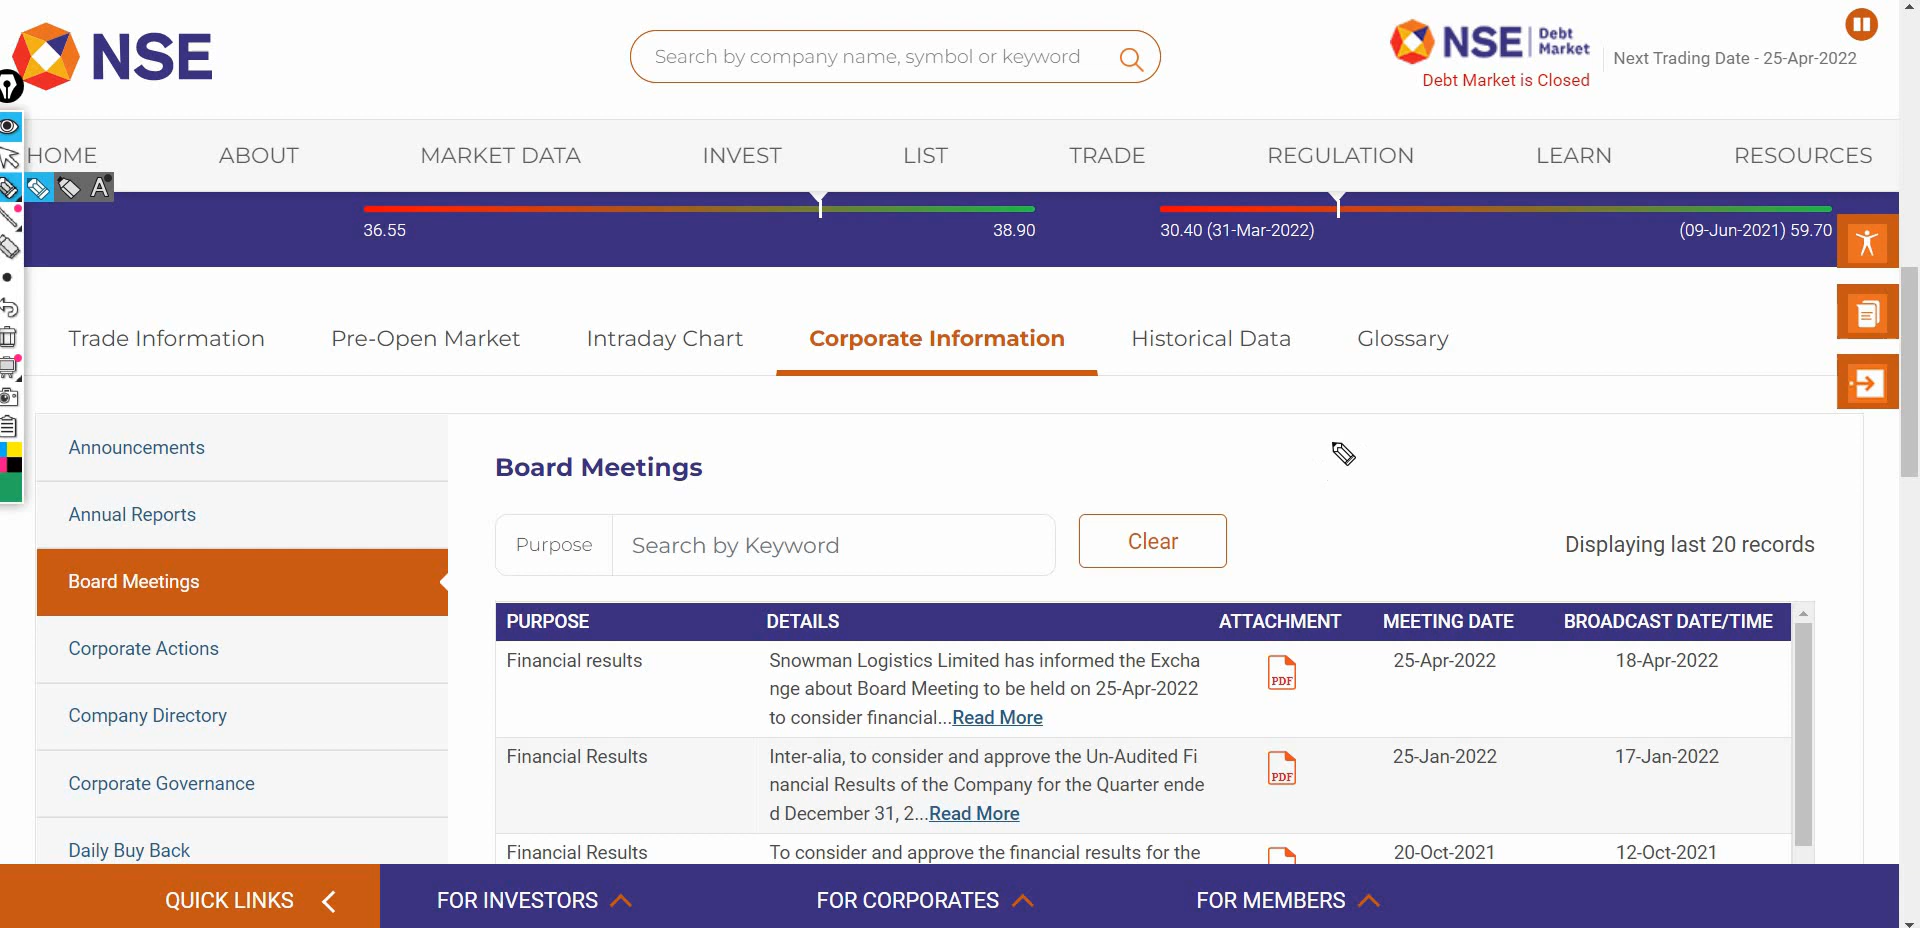 NSE
Search by company name, symbol or keyword
NSE Debt Market
Debt Market is Closed
Next Trading Date - 25-Apr-2022
HOME ABOUT MARKET DATA INVEST LIST TRADE REGULATION LEARN RESOURCES
A
36.55 38.90 30.40 (31-Mar-2022) (09-Jun-2021) 59.70
Trade Information Pre-Open Market Intraday Chart Corporate Information Historical Data Glossary
Announcements
Annual Reports
Board Meetings
Corporate Actions
Company Directory
Corporate Governance
Daily Buy Back
Board Meetings
Purpose Search by Keyword Clear Displaying last 20 records
PURPOSE DETAILS ATTACHMENT MEETING DATE BROADCAST DATE/TIME
Financial results Snowman Logistics Limited has informed the Excha PDF 25-Apr-2022 18-Apr-2022
nge about Board Meeting to be held on 25-Apr-2022
to consider financial...Read More
Financial Results Inter-alia, to consider and approve the Un-Audited Fi PDF 25-Jan-2022 17-Jan-2022
nancial Results of the Company for the Quarter ende
d December 31, 2...Read More
Financial Results To consider and approve the financial results for the 20-Oct-2021 12-Oct-2021
QUICK LINKS FOR INVESTORS FOR CORPORATES FOR MEMBERS